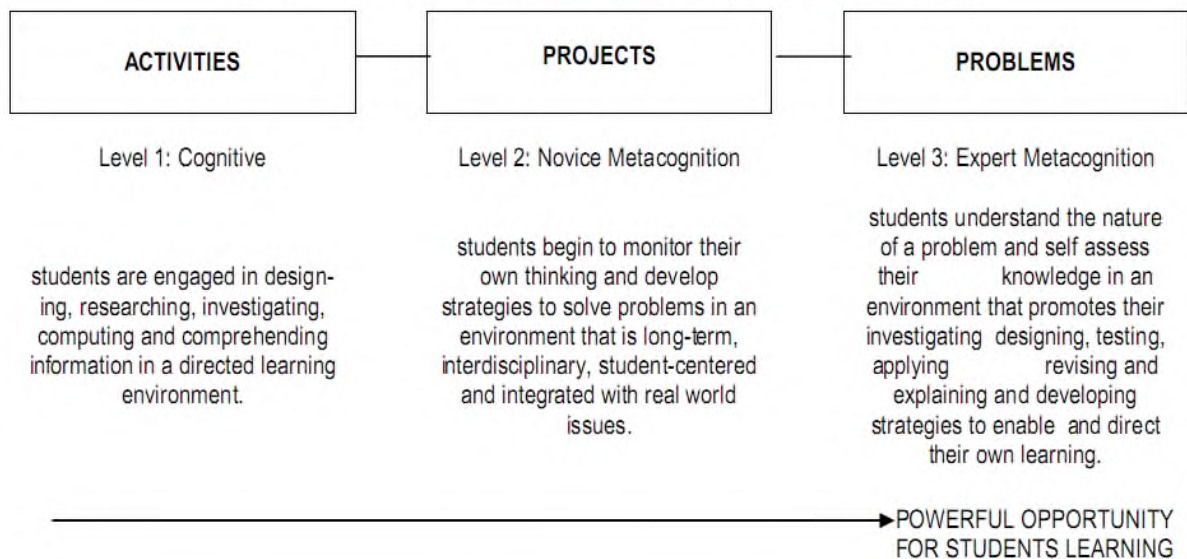 ACTIVITIES
PROJECTS
PROBLEMS
Level 1: Cognitive
Level 2: Novice Metacognition
Level 3: Expert Metacognition
students are engaged in design-
ing, researching, investigating,
computing and comprehending
information in a directed learning
environment.
students begin to monitor their
own thinking and develop
strategies to solve problems in an
environment that is long-term,
interdisciplinary, student-centered
and integrated with real world
issues.
students understand the nature
of a problem and self assess
their knowledge in an
environment that promotes their
investigating designing, testing,
applying revising and
explaining and developing
strategies to enable and direct
their own learning.
POWERFUL OPPORTUNITY
FOR STUDENTS LEARNING